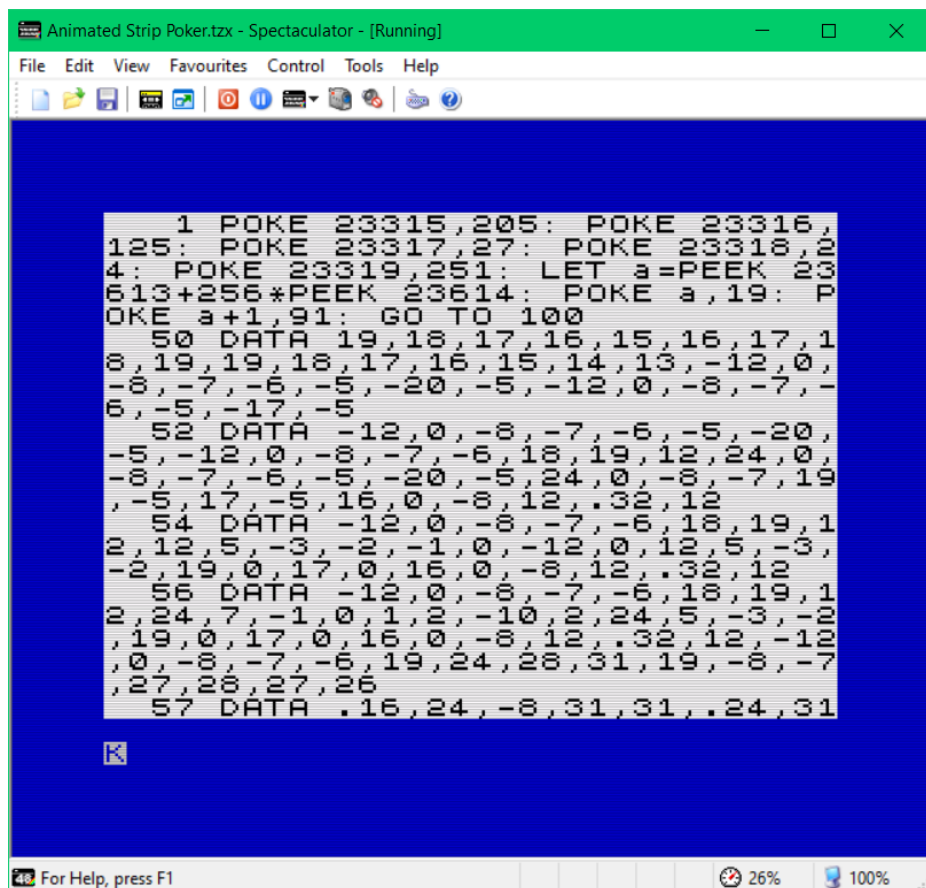 Animated Strip Poker.tzx - Spectaculator - [Running]
File Edit View Favourites Control Tools Help
1 POKE 23315,205: POKE 23316,
125: POKE 23317,27: POKE 23318,2
4: POKE 23319,251: LET a=PEEK 23
613+256*PEEK 23614: POKE a,19: P
OKE a+1,91: GO TO 100
50 DATA 19,18,17,16,15,16,17,1
8,19,19,18,17,16,15,14,13,-12,0,
-8,-7,-6,-5,-20,-5,-12,0,-8,-7,-
6,-5,-17,-5
52 DATA -12,0,-8,-7,-6,-5,-20,
-5,-12,0,-8,-7,-6,18,19,12,24,0,
-8,-7,-6,-5,-20,-5,24,0,-8,-7,19
,-5,17,-5,16,0,-8,12,.32,12
54 DATA -12,0,-8,-7,-6,18,19,1
2,12,5,-3,-2,-1,0,-12,0,12,5,-3,
-2,19,0,17,0,16,0,-8,12,.32,12
56 DATA -12,0,-8,-7,-6,18,19,1
2,24,7,-1,0,1,2,-10,2,24,5,-3,-2
,19,0,17,0,16,0,-8,12,.32,12,-12
,0,-8,-7,-6,19,24,28,31,19,-8,-7
,27,28,27,26
57 DATA .16,24,-8,31,31,.24,31
K
48 For Help, press F1 26% 100%